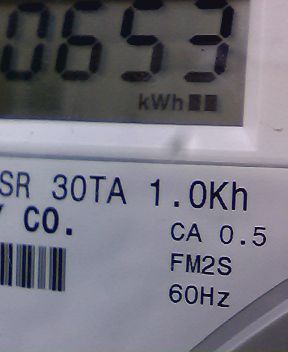 0653
kWh
SR 30TA 1.0Kh
CO.
CA 0.5
FM2S
60Hz